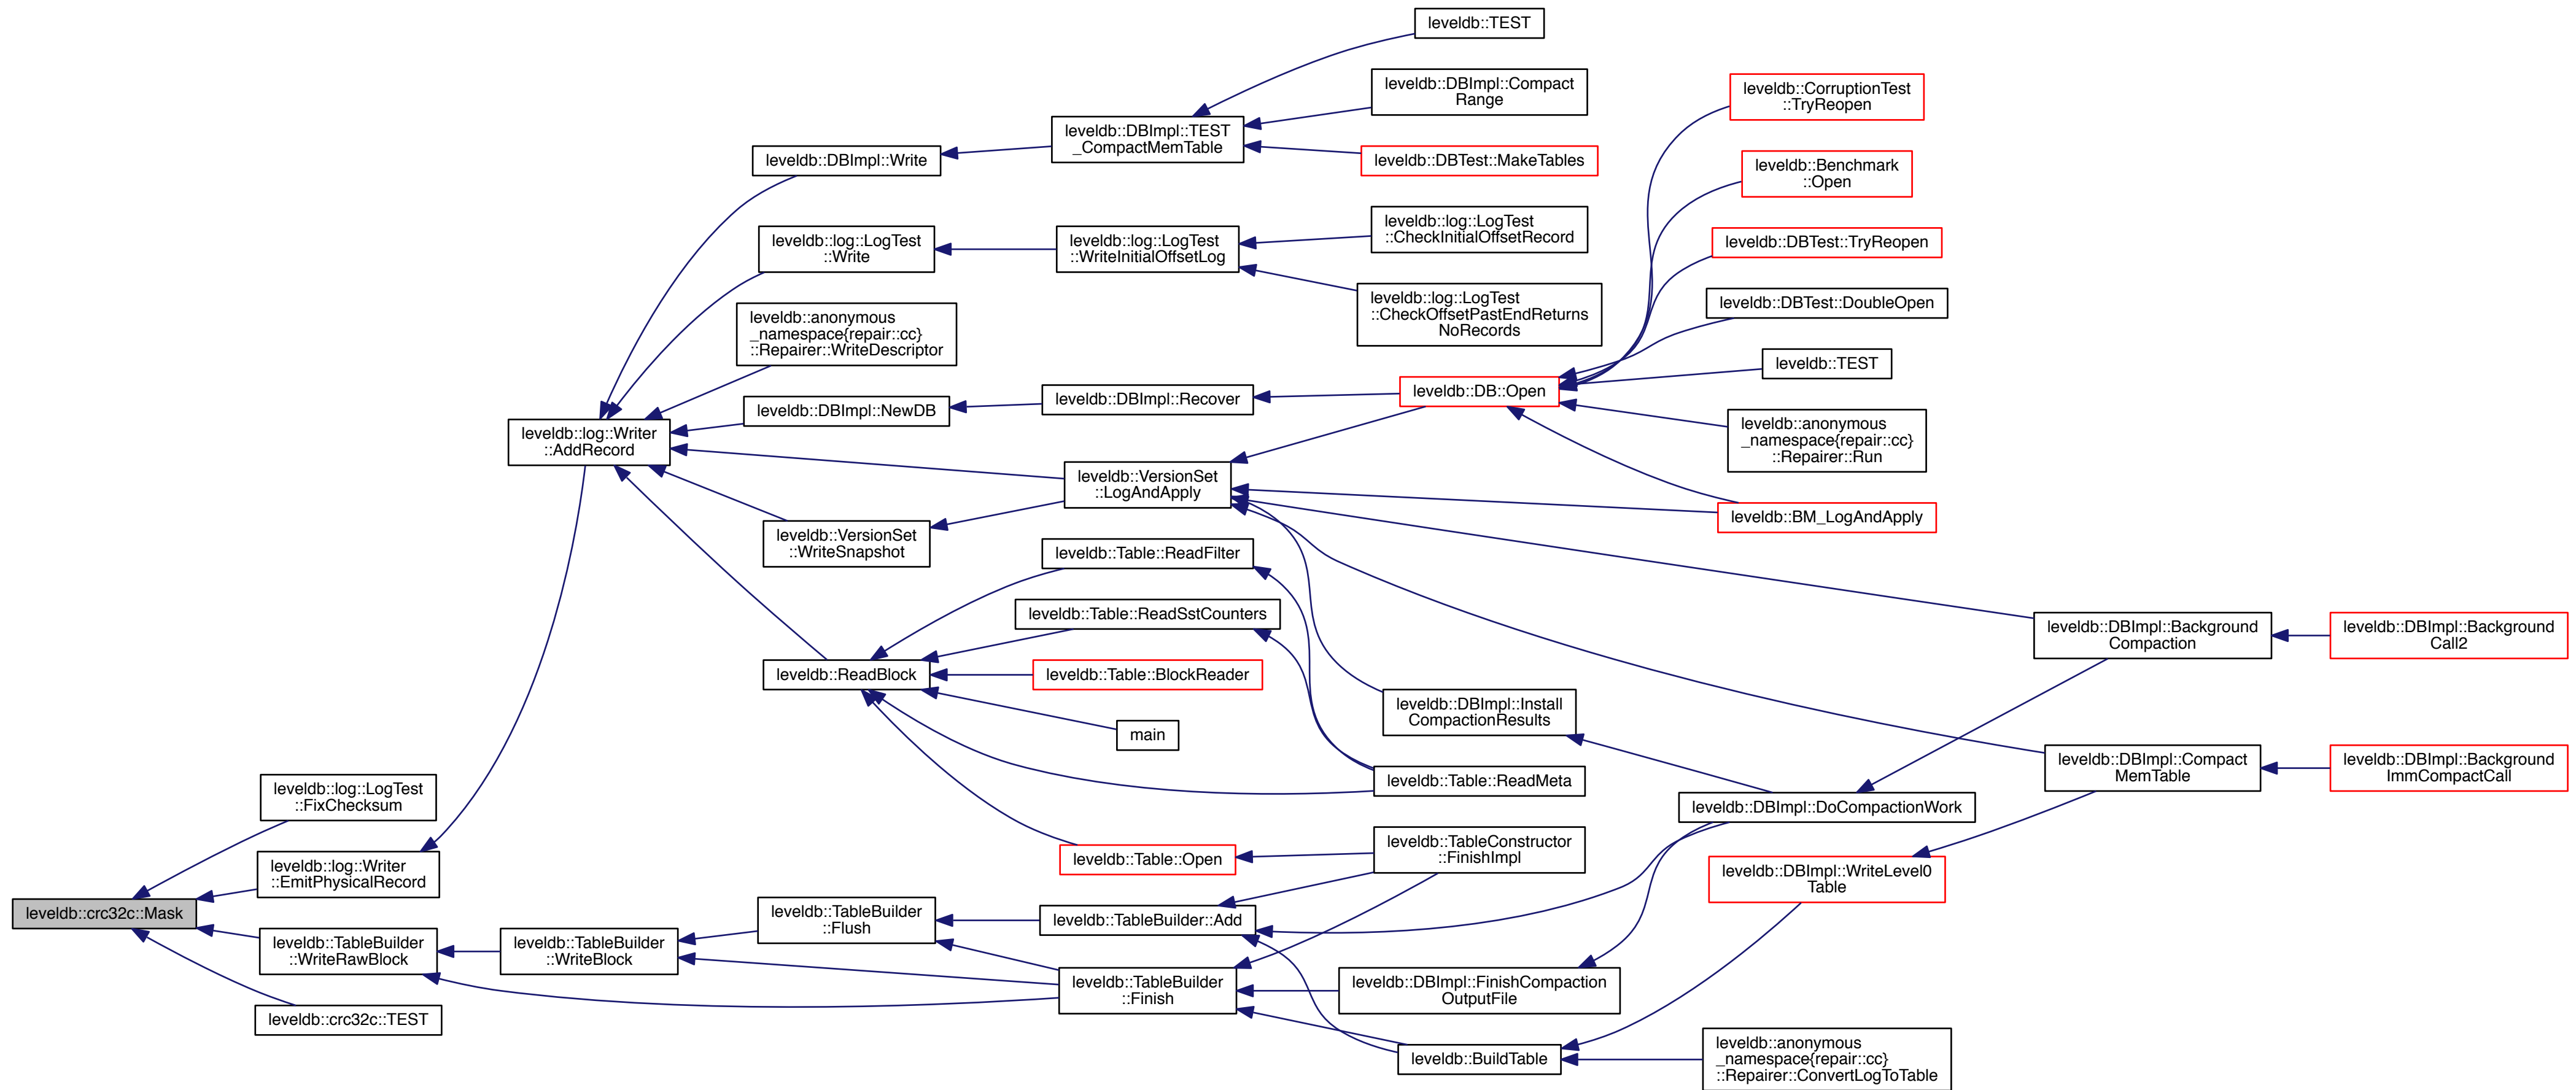 leveldb::TEST
leveldb::DBImpl::Compact
Range
leveldb::CorruptionTest
::TryReopen
leveldb::DBImpl::TEST
_CompactMemTable
leveldb::DBImpl::Write
leveldb::DBTest::MakeTables
leveldb::Benchmark
::Open
leveldb::log::LogTest
::CheckInitialOffsetRecord
leveldb::log::LogTest
::Write
leveldb::log::LogTest
::WriteInitialOffsetLog
leveldb::DBTest::TryReopen
leveldb::log::LogTest
::CheckOffsetPastEndReturns
NoRecords
leveldb::DBTest::DoubleOpen
leveldb::anonymous
_namespace{repair::cc}
::Repairer::WriteDescriptor
leveldb::TEST
leveldb::DB::Open
leveldb::DBImpl::Recover
leveldb::DBImpl::NewDB
leveldb::anonymous
_namespace{repair::cc}
::Repairer::Run
leveldb::log::Writer
::AddRecord
leveldb::VersionSet
::LogAndApply
leveldb::BM_LogAndApply
leveldb::VersionSet
::WriteSnapshot
leveldb::Table::ReadFilter
leveldb::Table::ReadSstCounters
leveldb::DBImpl::Background
Compaction
leveldb::DBImpl::Background
Call2
leveldb::ReadBlock
leveldb::Table::BlockReader
leveldb::DBImpl::Install
CompactionResults
main
leveldb::DBImpl::Compact
MemTable
leveldb::DBImpl::Background
ImmCompactCall
leveldb::Table::ReadMeta
leveldb::log::LogTest
::FixChecksum
leveldb::DBImpl::DoCompactionWork
leveldb::TableConstructor
::FinishImpl
leveldb::Table::Open
leveldb::log::Writer
::EmitPhysicalRecord
leveldb::DBImpl::WriteLevel0
Table
leveldb::crc32c::Mask
leveldb::TableBuilder
::Flush
leveldb::TableBuilder::Add
leveldb::TableBuilder
::WriteRawBlock
leveldb::TableBuilder
::WriteBlock
leveldb::TableBuilder
::Finish
leveldb::DBImpl::FinishCompaction
OutputFile
leveldb::crc32c::TEST
leveldb::BuildTable
leveldb::anonymous
_namespace{repair::cc}
::Repairer::ConvertLogToTable